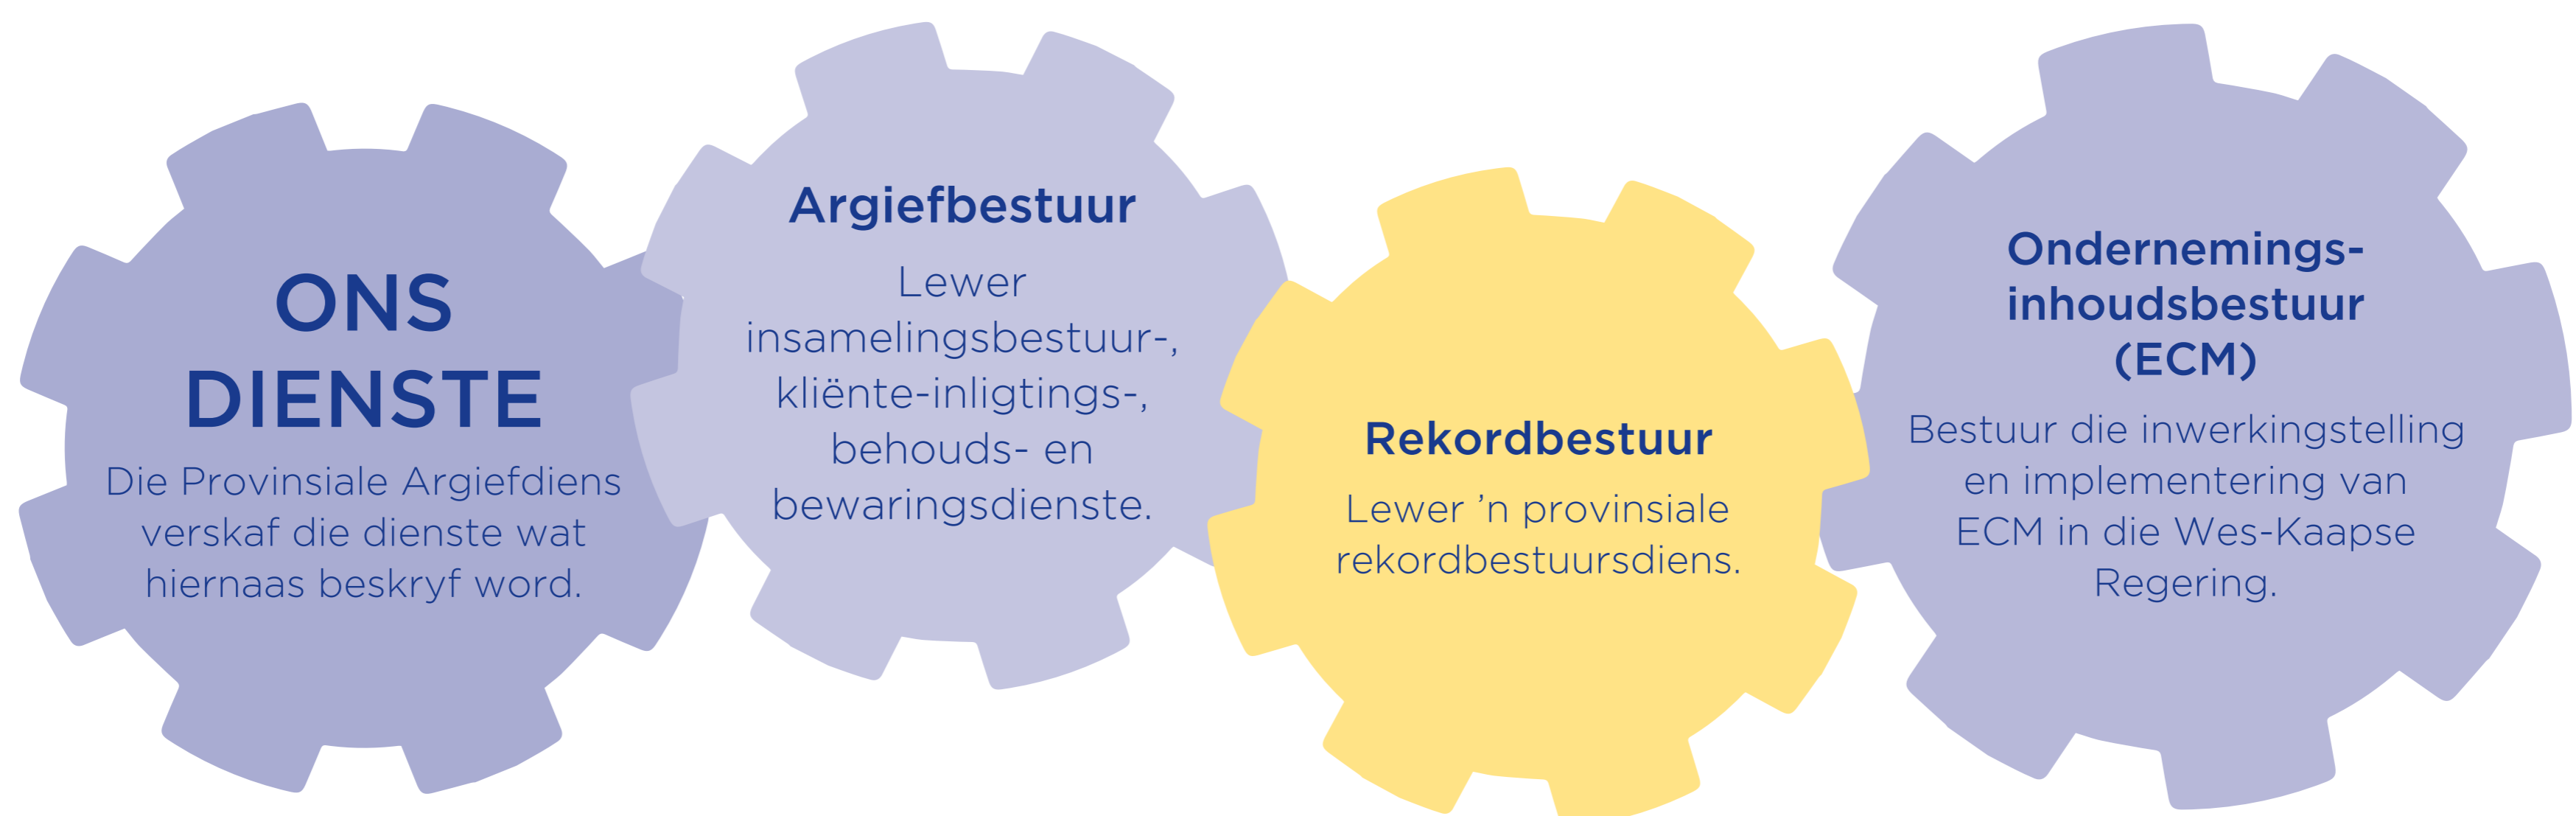 ONS
DIENSTE
Die Provinsiale Argiefdiens
verskaf die dienste wat
hiernaas beskryf word.
Argiefbestuur
Lewer
insamelingsbestuur-,
kliënte-inligtings-,
behouds- en
bewaringsdienste.
Rekordbestuur
Lewer ’n provinsiale
rekordbestuursdiens.
Ondernemings-
inhoudsbestuur
(ECM)
Bestuur die inwerkingstelling
en implementering van
ECM in die Wes-Kaapse
Regering.